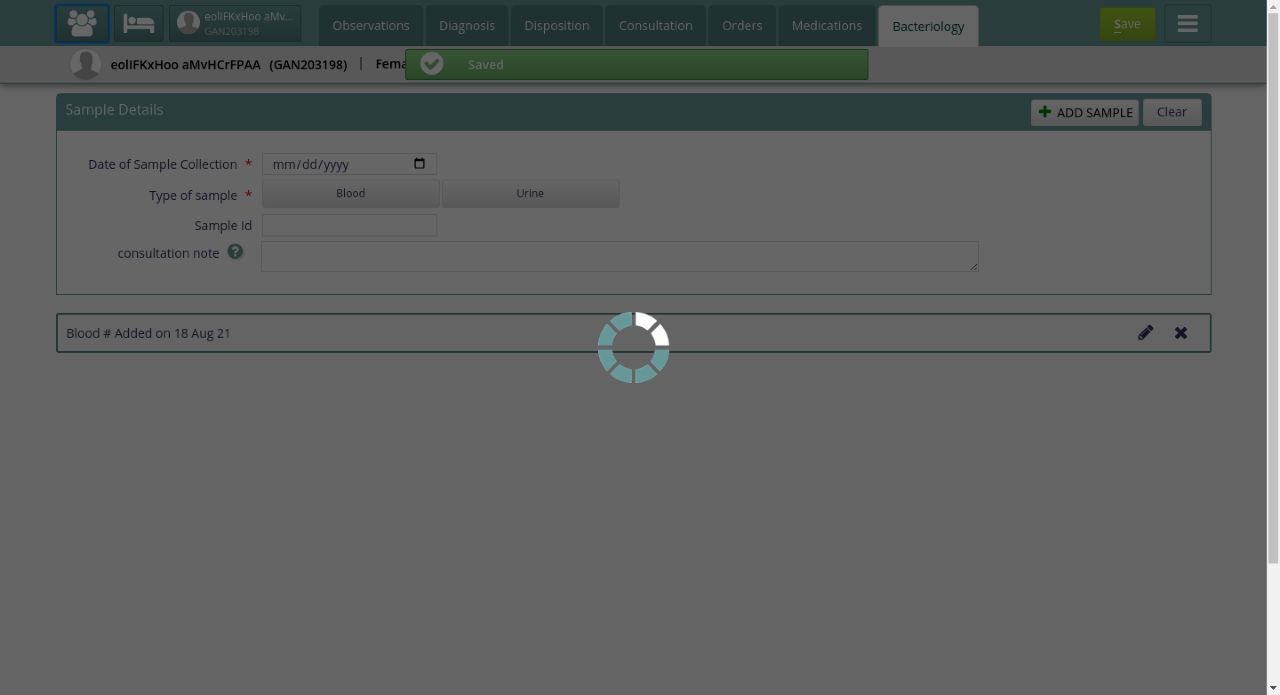 eolIFKxHoo aMv...
GAN203198
Observations
Diagnosis
Disposition
Consultation
Orders
Medications
Bacteriology
Save
eolIFKxHoo aMvHCrFPAA (GAN203198) | Fema
Saved
Sample Details
ADD SAMPLE
Clear
Date of Sample Collection *
mm/dd/yyyy
Type of sample *
Blood
Urine
Sample id
consultation note ?
Blood # Added on 18 Aug 21